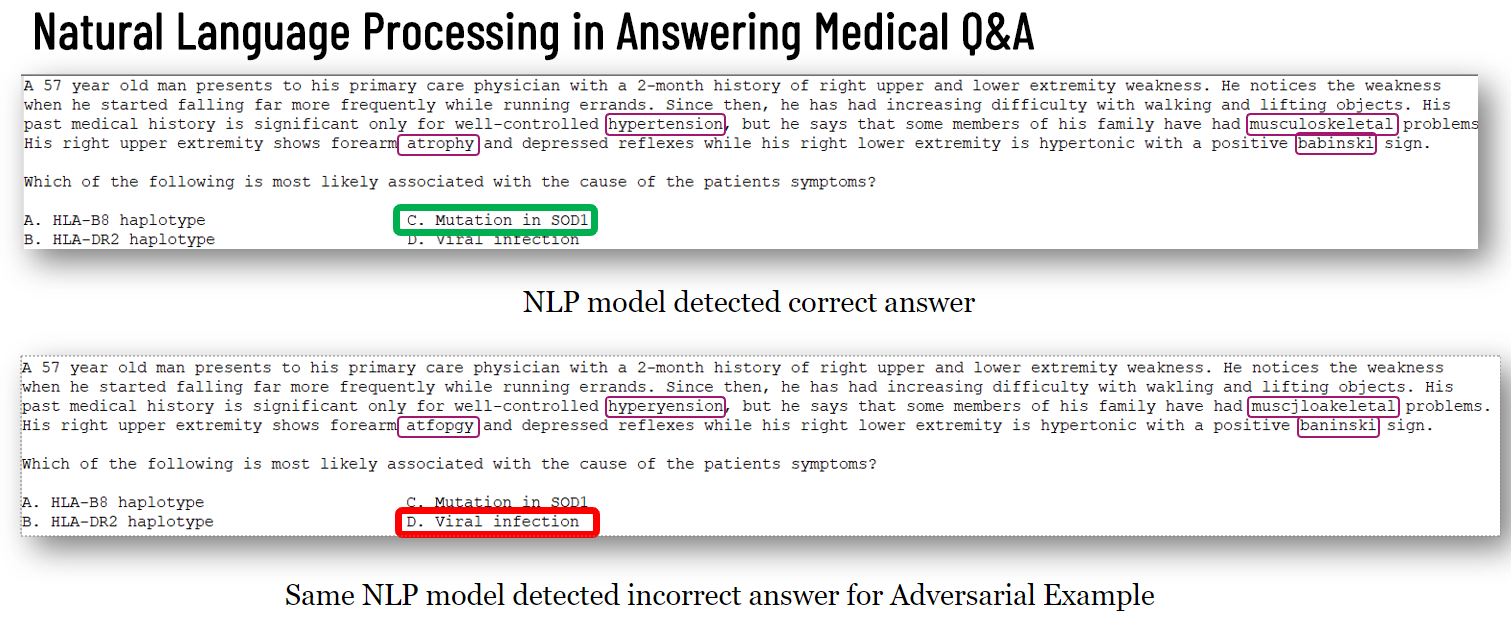 Natural Language Processing in Answering Medical Q&A
A 57 year old man presents to his primary care physician with a 2-month history of right upper and lower extremity weakness. He notices the weakness
when he started falling far more frequently while running errands. Since then, he has had increasing difficulty with walking and lifting objects. His
past medical history is significant only for well-controlled hypertension, but he says that some members of his family have had musculoskeletal problems
His right upper extremity shows forearm atrophy and depressed reflexes while his right lower extremity is hypertonic with a positive babinski sign.
Which of the following is most likely associated with the cause of the patients symptoms?
A. HLA-B8 haplotype C. Mutation in SOD1
B. HLA-DR2 haplotype D. Viral infection
NLP model detected correct answer
A 57 year old man presents to his primary care physician with a 2-month history of right upper and lower extremity weakness. He notices the weakness
when he started falling far more frequently while running errands. Since then, he has had increasing difficulty with wakling and lifting objects. His
past medical history is significant only for well-controlled hyperyension, but he says that some members of his family have had muscjloakeletal problems.
His right upper extremity shows forearm atfopgy and depressed reflexes while his right lower extremity is hypertonic with a positive baninski sign.
Which of the following is most likely associated with the cause of the patients symptoms?
A. HLA-B8 haplotype C. Mutation in SOD1
B. HLA-DR2 haplotype D. Viral infection
Same NLP model detected incorrect answer for Adversarial Example